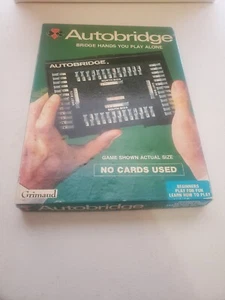 Autobridge
BRIDGE HANDS YOU PLAY ALONE
AUTOBRIDGE.
GAME SHOWN ACTUAL SIZE
NO CARDS USED
BEGINNERS
PLAY FOR FUN
LEARN HOW TO PLAY
Grimaud